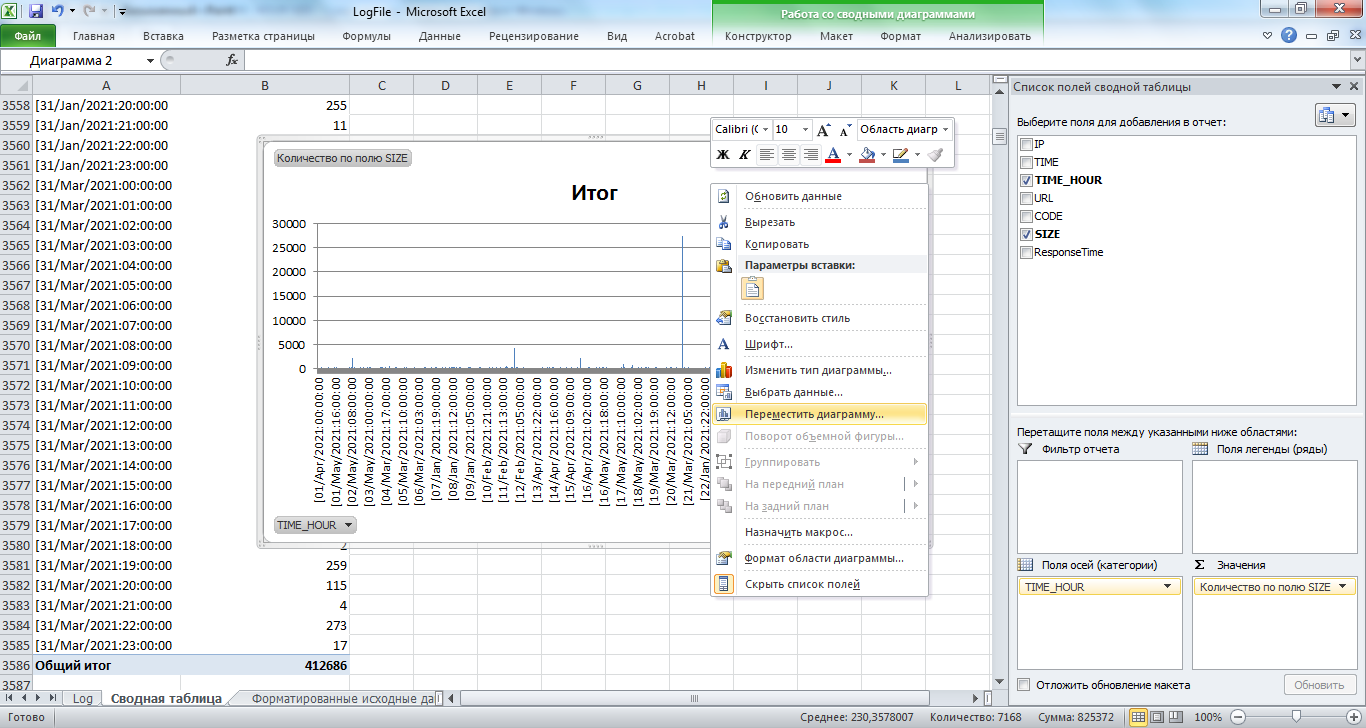 LogFile - Microsoft Excel
Работа со сводными диаграммами
Файл Главная Вставка Разметка страницы Формулы Данные Рецензирование Вид Acrobat Конструктор Макет Формат Анализировать
Диаграмма 2 fx
A B C D E F G H I J K L
3558 [31/Jan/2021:20:00:00 255
3559 [31/Jan/2021:21:00:00 11
3560 [31/Jan/2021:22:00:00
3561 [31/Jan/2021:23:00:00
3562 [31/Mar/2021:00:00:00
3563 [31/Mar/2021:01:00:00
3564 [31/Mar/2021:02:00:00
3565 [31/Mar/2021:03:00:00
3566 [31/Mar/2021:04:00:00
3567 [31/Mar/2021:05:00:00
3568 [31/Mar/2021:06:00:00
3569 [31/Mar/2021:07:00:00
3570 [31/Mar/2021:08:00:00
3571 [31/Mar/2021:09:00:00
3572 [31/Mar/2021:10:00:00
3573 [31/Mar/2021:11:00:00
3574 [31/Mar/2021:12:00:00
3575 [31/Mar/2021:13:00:00
3576 [31/Mar/2021:14:00:00
3577 [31/Mar/2021:15:00:00
3578 [31/Mar/2021:16:00:00
3579 [31/Mar/2021:17:00:00
3580 [31/Mar/2021:18:00:00 2
3581 [31/Mar/2021:19:00:00 259
3582 [31/Mar/2021:20:00:00 115
3583 [31/Mar/2021:21:00:00 4
3584 [31/Mar/2021:22:00:00 273
3585 [31/Mar/2021:23:00:00 17
3586 Общий итог 412686
3587
Количество по полю SIZE
Итог
30000
25000
20000
15000
10000
5000
0
[01/Apr/2021:00:00:00
[01/May/2021:16:00:00
[02/May/2021:08:00:00
[03/May/2021:00:00:00
[04/Jan/2021:17:00:00
[05/Mar/2021:10:00:00
[06/Mar/2021:03:00:00
[07/Jan/2021:19:00:00
[08/Jan/2021:12:00:00
[09/Jan/2021:05:00:00
[10/Feb/2021:21:00:00
[11/Feb/2021:13:00:00
[12/Feb/2021:05:00:00
[13/Apr/2021:22:00:00
[14/Apr/2021:16:00:00
[15/Apr/2021:09:00:00
[16/Apr/2021:02:00:00
[16/May/2021:18:00:00
[17/May/2021:10:00:00
[18/May/2021:02:00:00
[19/Mar/2021:19:00:00
[20/Mar/2021:12:00:00
[21/Mar/2021:05:00:00
[22/Jan/2021:22:00:00
TIME_HOUR
Calibri (О 10 A A Область диагр
Ж К A
Обновить данные
Вырезать
Копировать
Параметры вставки:
Восстановить стиль
Шрифт...
Изменить тип диаграммы...
Выбрать данные...
Переместить диаграмму...
Поворот объемной фигуры...
Группировать
На передний план
На задний план
Назначить макрос...
Формат области диаграммы...
Скрыть список полей
Список полей сводной таблицы
Выберите поля для добавления в отчет:
IP
TIME
TIME_HOUR
URL
CODE
SIZE
ResponseTime
Перетащите поля между указанными ниже областями:
Фильтр отчета Поля легенды (ряды)
Поля осей (категории) Σ Значения
TIME_HOUR Количество по полю SIZE
Отложить обновление макета Обновить
Log Сводная таблица Форматированные исходные да
Готово Среднее: 230,3578007 Количество: 7168 Сумма: 825372 100%